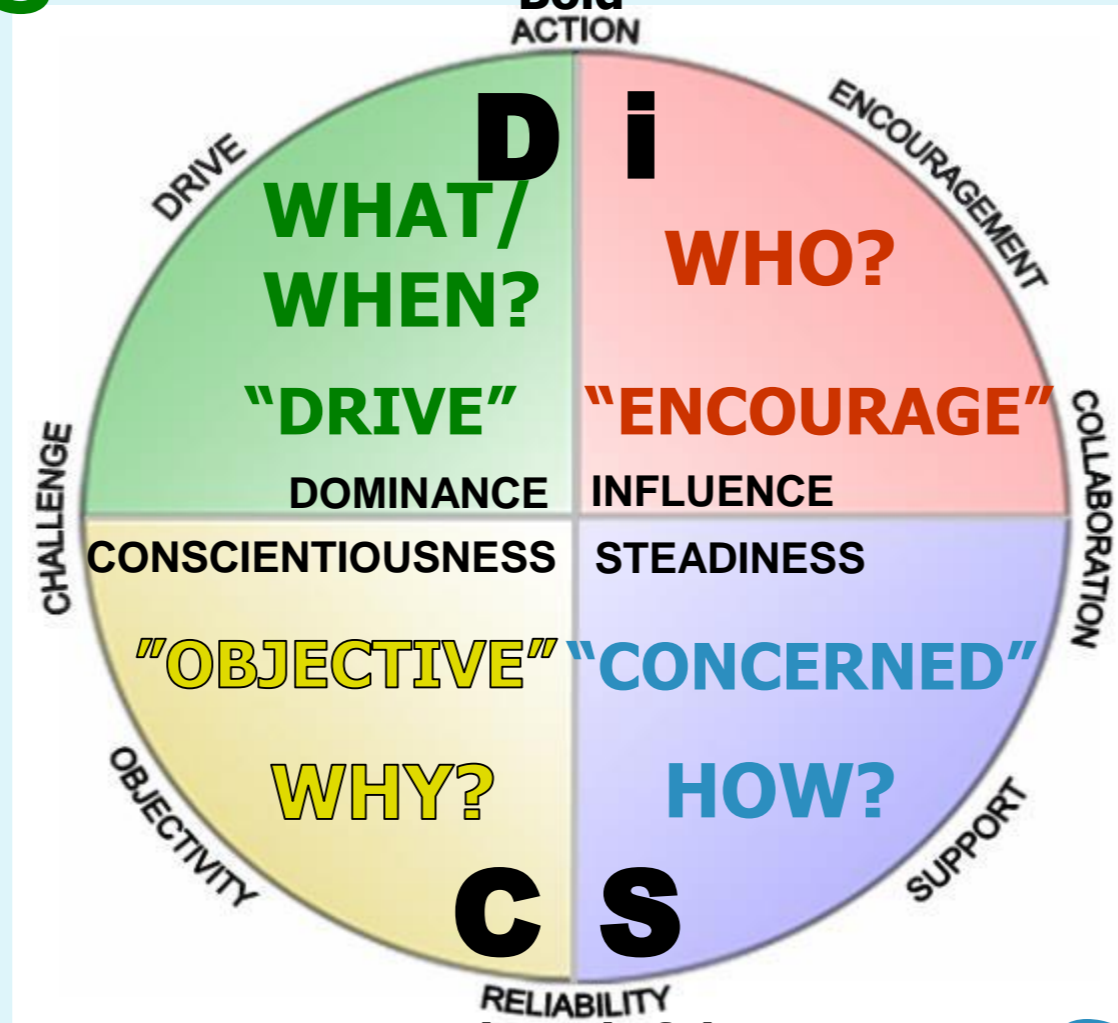 Bold
ACTION
D i
DRIVE
ENCOURAGEMENT
WHAT/
WHEN?
WHO?
“DRIVE” “ENCOURAGE”
DOMINANCE INFLUENCE
CHALLENGE
COLLABORATION
CONSCIENTIOUSNESS STEADINESS
”OBJECTIVE” “CONCERNED”
WHY? HOW?
OBJECTIVITY
SUPPORT
C S
RELIABILITY